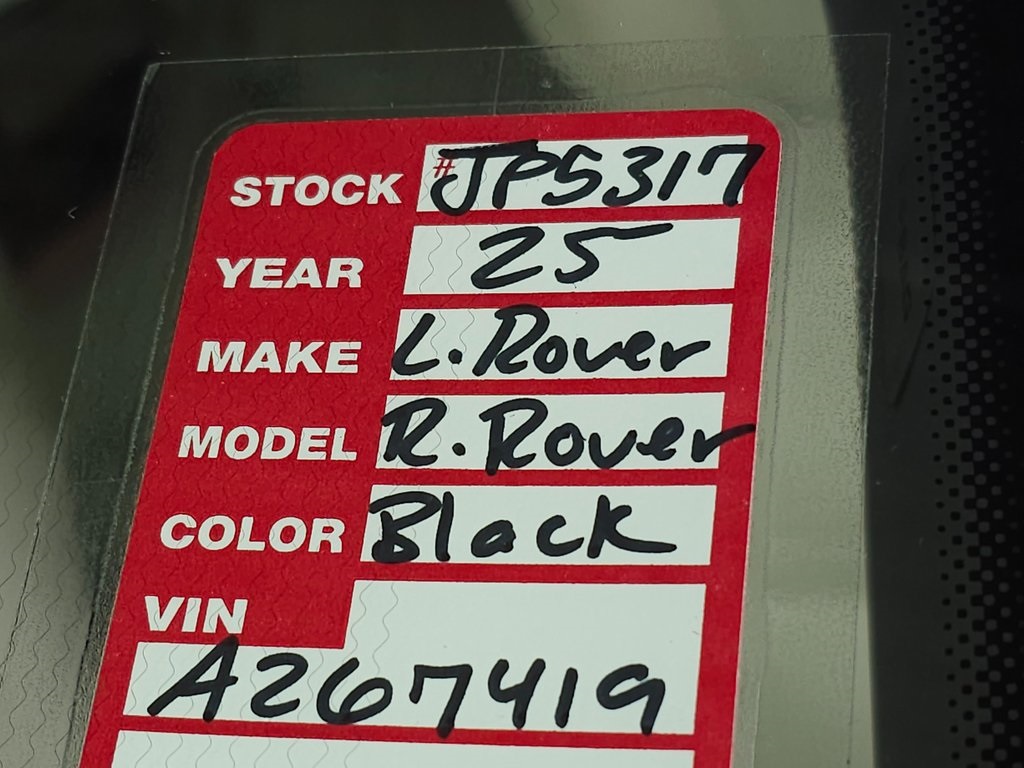 STOCK #JP5317
YEAR 25
MAKE L. Rover
MODEL R. Rover
COLOR Black
VIN
A267419